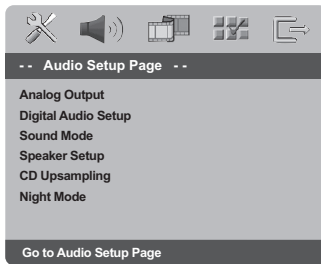 -- Audio Setup Page --
Analog Output
Digital Audio Setup
Sound Mode
Speaker Setup
CD Upsampling
Night Mode
Go to Audio Setup Page